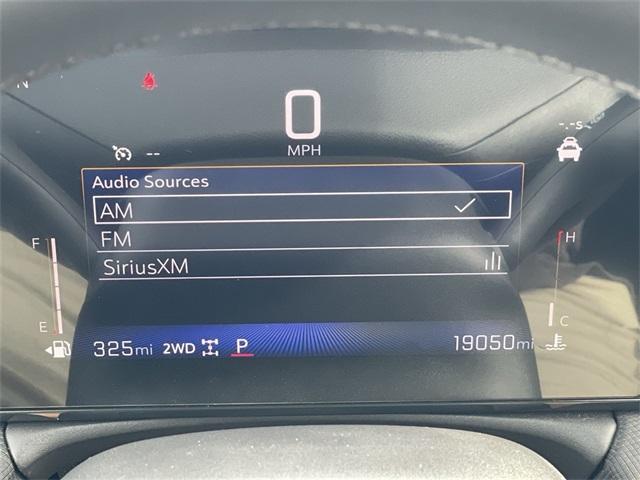 N
0
MPH
--
-.-s
Audio Sources
AM
FM
SiriusXM
F
E
H
C
325mi 2WD P 19050mi